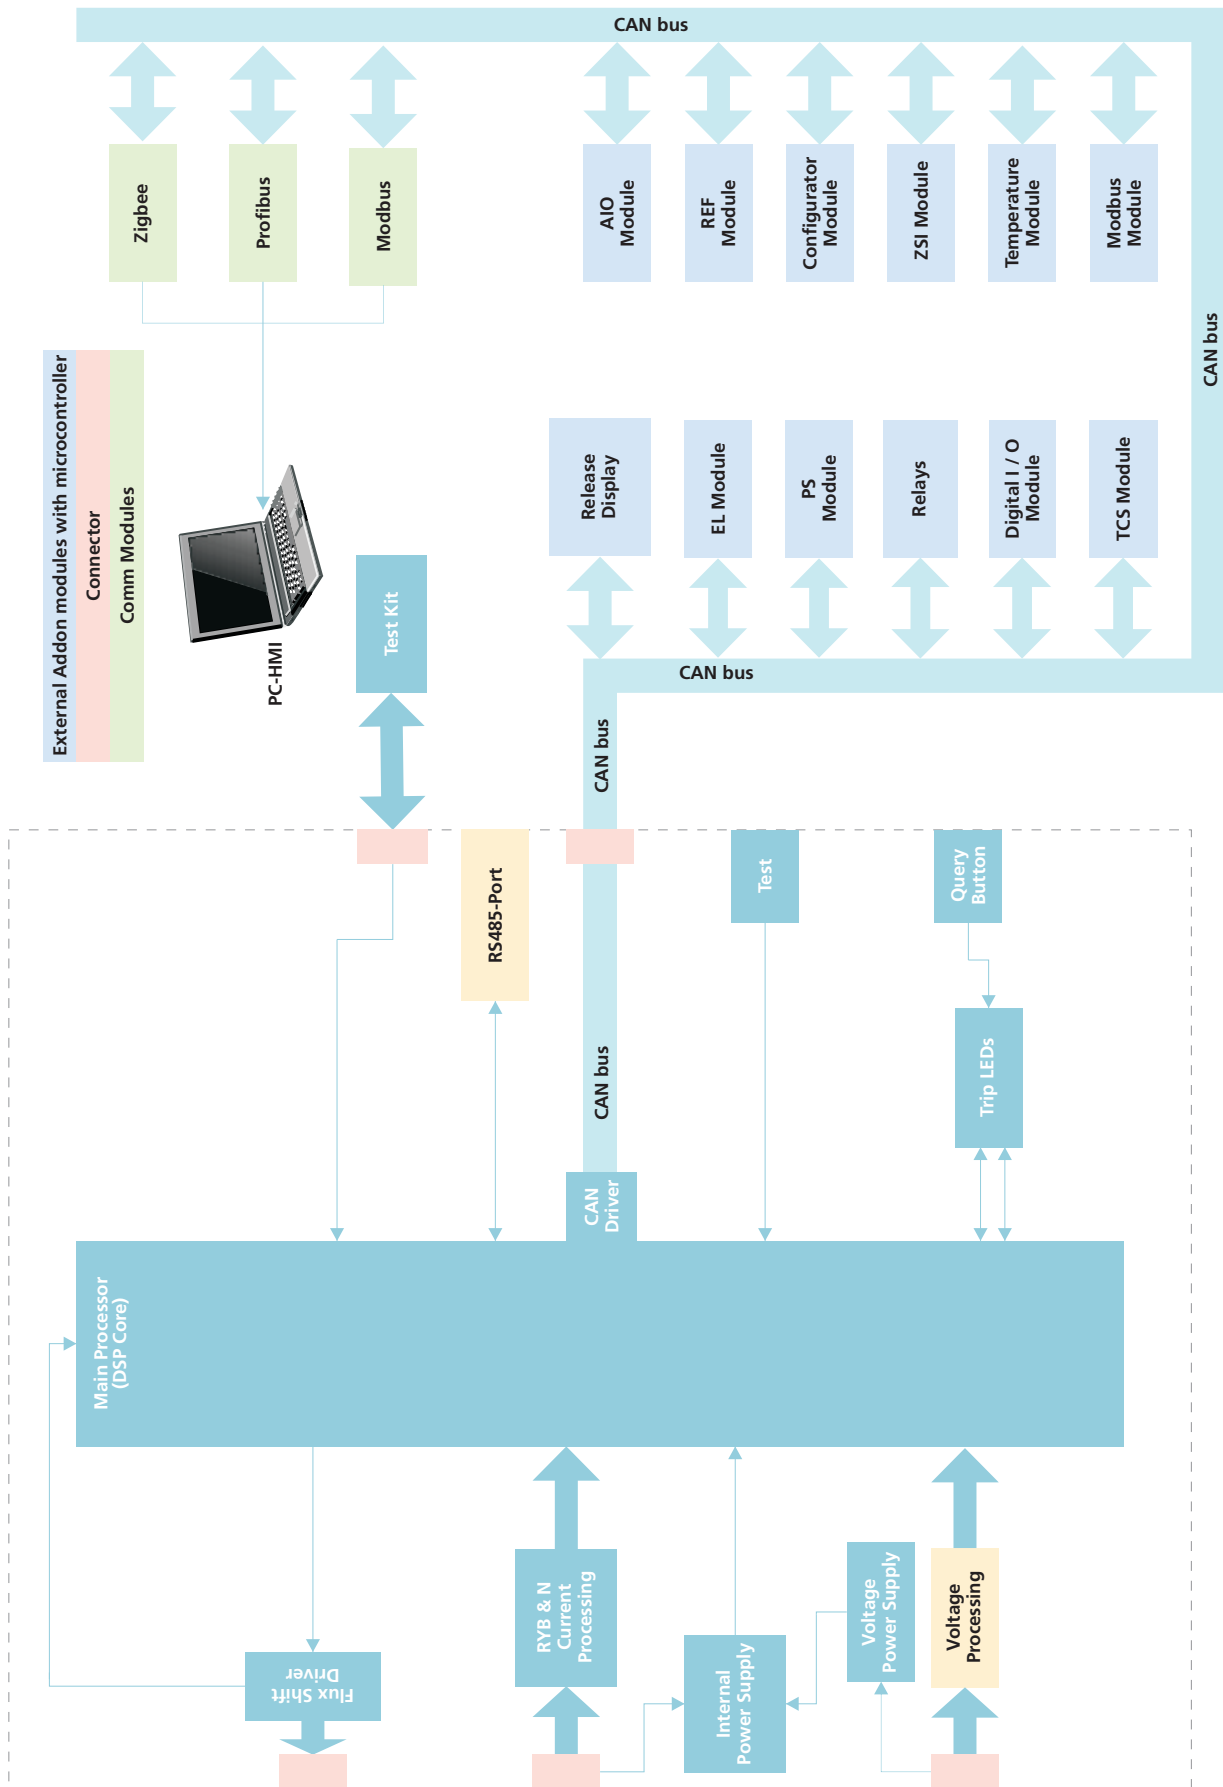 CAN bus
Zigbee
Profibus
Modbus
AIO
Module
REF
Module
Configurator
Module
ZSI Module
Temperature
Module
Modbus
Module
CAN bus
External Addon modules with microcontroller
Connector
Comm Modules
PC-HMI
Test Kit
Release
Display
EL Module
PS
Module
Relays
Digital I / O
Module
TCS Module
CAN bus
CAN bus
RS485-Port
Test
Query
Button
CAN bus
Trip LEDs
CAN
Driver
Main Processor
(DSP Core)
Flux Shift
Driver
RYB & N
Current
Processing
Internal
Power Supply
Voltage
Power Supply
Voltage
Processing